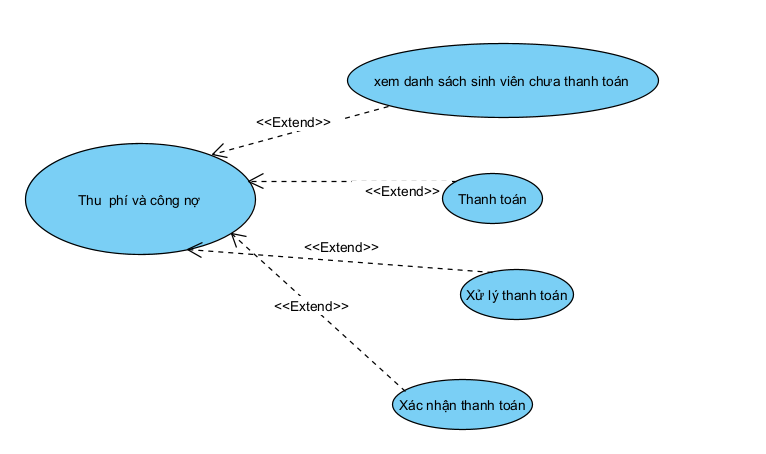 xem danh sách sinh viên chưa thanh toán
<<Extend>>
<<Extend>>
Thu phí và công nợ
Thanh toán
<<Extend>>
Xử lý thanh toán
<<Extend>>
Xác nhận thanh toán